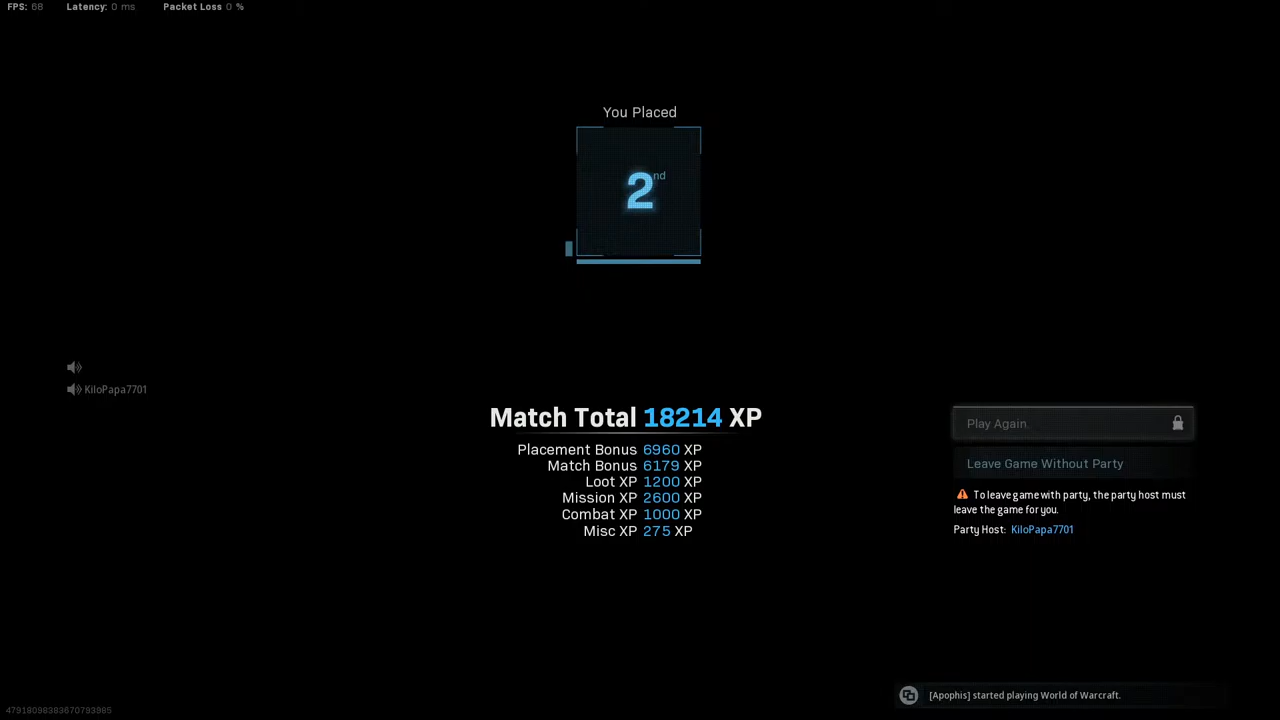 FPS: 68 Latency: 0 ms Packet Loss 0 %
You Placed
2nd
KiloPapa7701
Match Total 18214 XP
Placement Bonus 6960 XP
Match Bonus 6179 XP
Loot XP 1200 XP
Mission XP 2600 XP
Combat XP 1000 XP
Misc XP 275 XP
Play Again
Leave Game Without Party
To leave game with party, the party host must
leave the game for you.
Party Host: KiloPapa7701
[Apophis] started playing World of Warcraft.